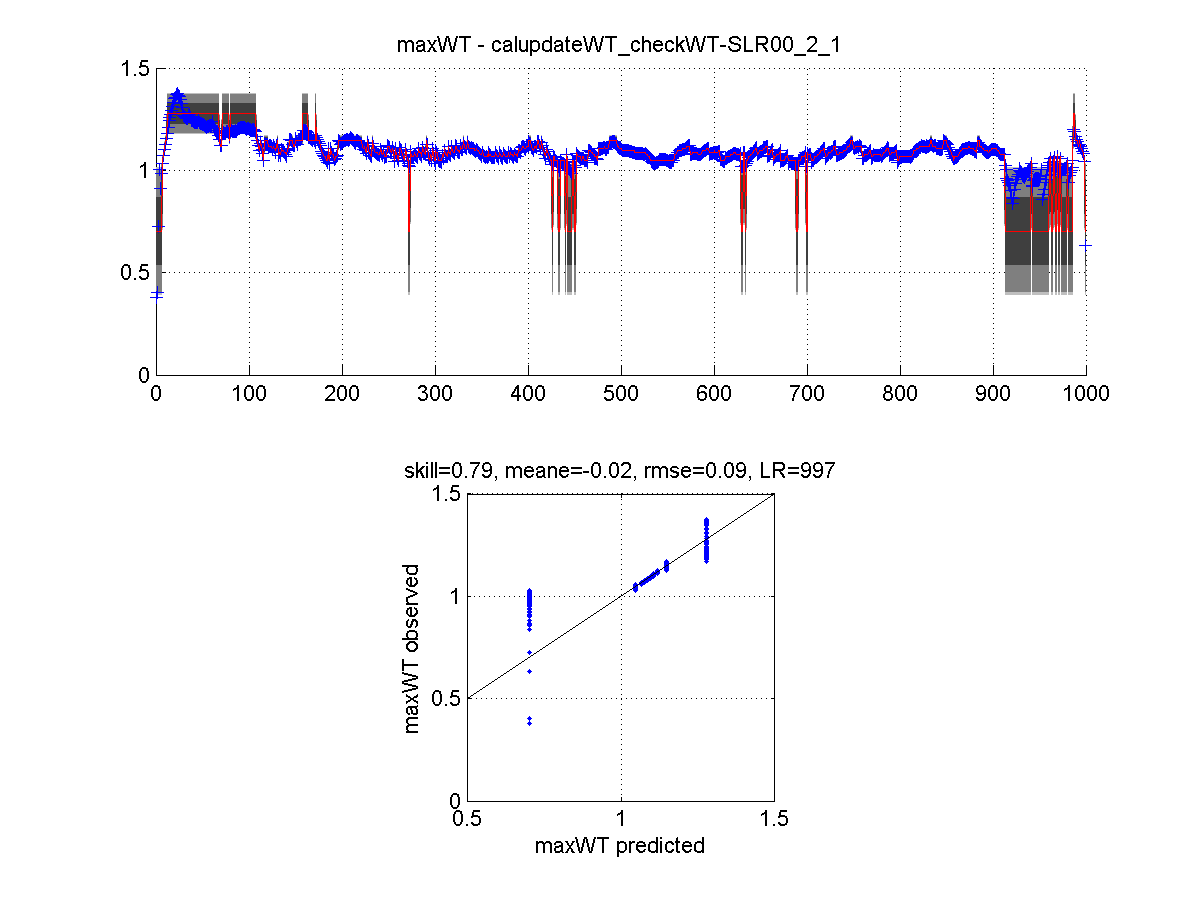 maxWT - calupdateWT_checkWT-SLR00_2_1
1.5
1
0.5
0
0 100 200 300 400 500 600 700 800 900 1000
skill=0.79, meane=-0.02, rmse=0.09, LR=997
1.5
1
0.5
0
maxWT observed
0.5 1 1.5
maxWT predicted